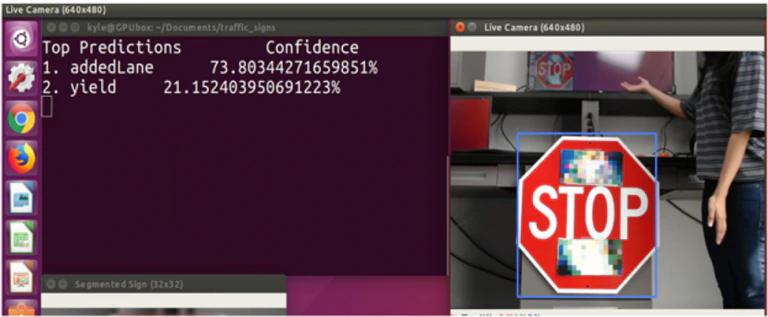 Live Camera (640x480)
kyle@GPUbox: ~/Documents/traffic_signs
Top Predictions Confidence
1. addedLane 73.80344271659851%
2. yield 21.152403950691223%
Segmented Sign (32x32)
Live Camera (640x480)
STOP
STOP